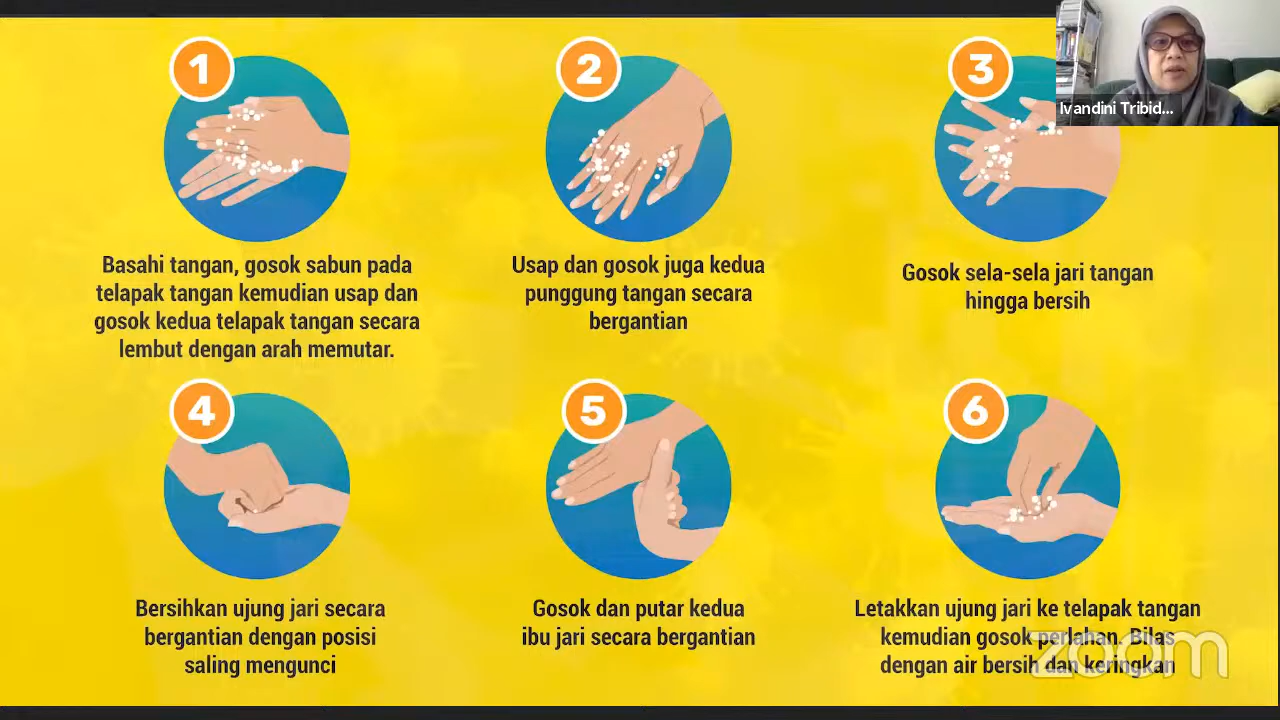 1
Basahi tangan, gosok sabun pada
telapak tangan kemudian usap dan
gosok kedua telapak tangan secara
lembut dengan arah memutar.
2
Usap dan gosok juga kedua
punggung tangan secara
bergantian
3
Gosok sela-sela jari tangan
hingga bersih
Ivandini Tribid...
4
Bersihkan ujung jari secara
bergantian dengan posisi
saling mengunci
5
Gosok dan putar kedua
ibu jari secara bergantian
6
Letakkan ujung jari ke telapak tangan
kemudian gosok perlahan. Bilas
dengan air bersih dan keringkan
zoom